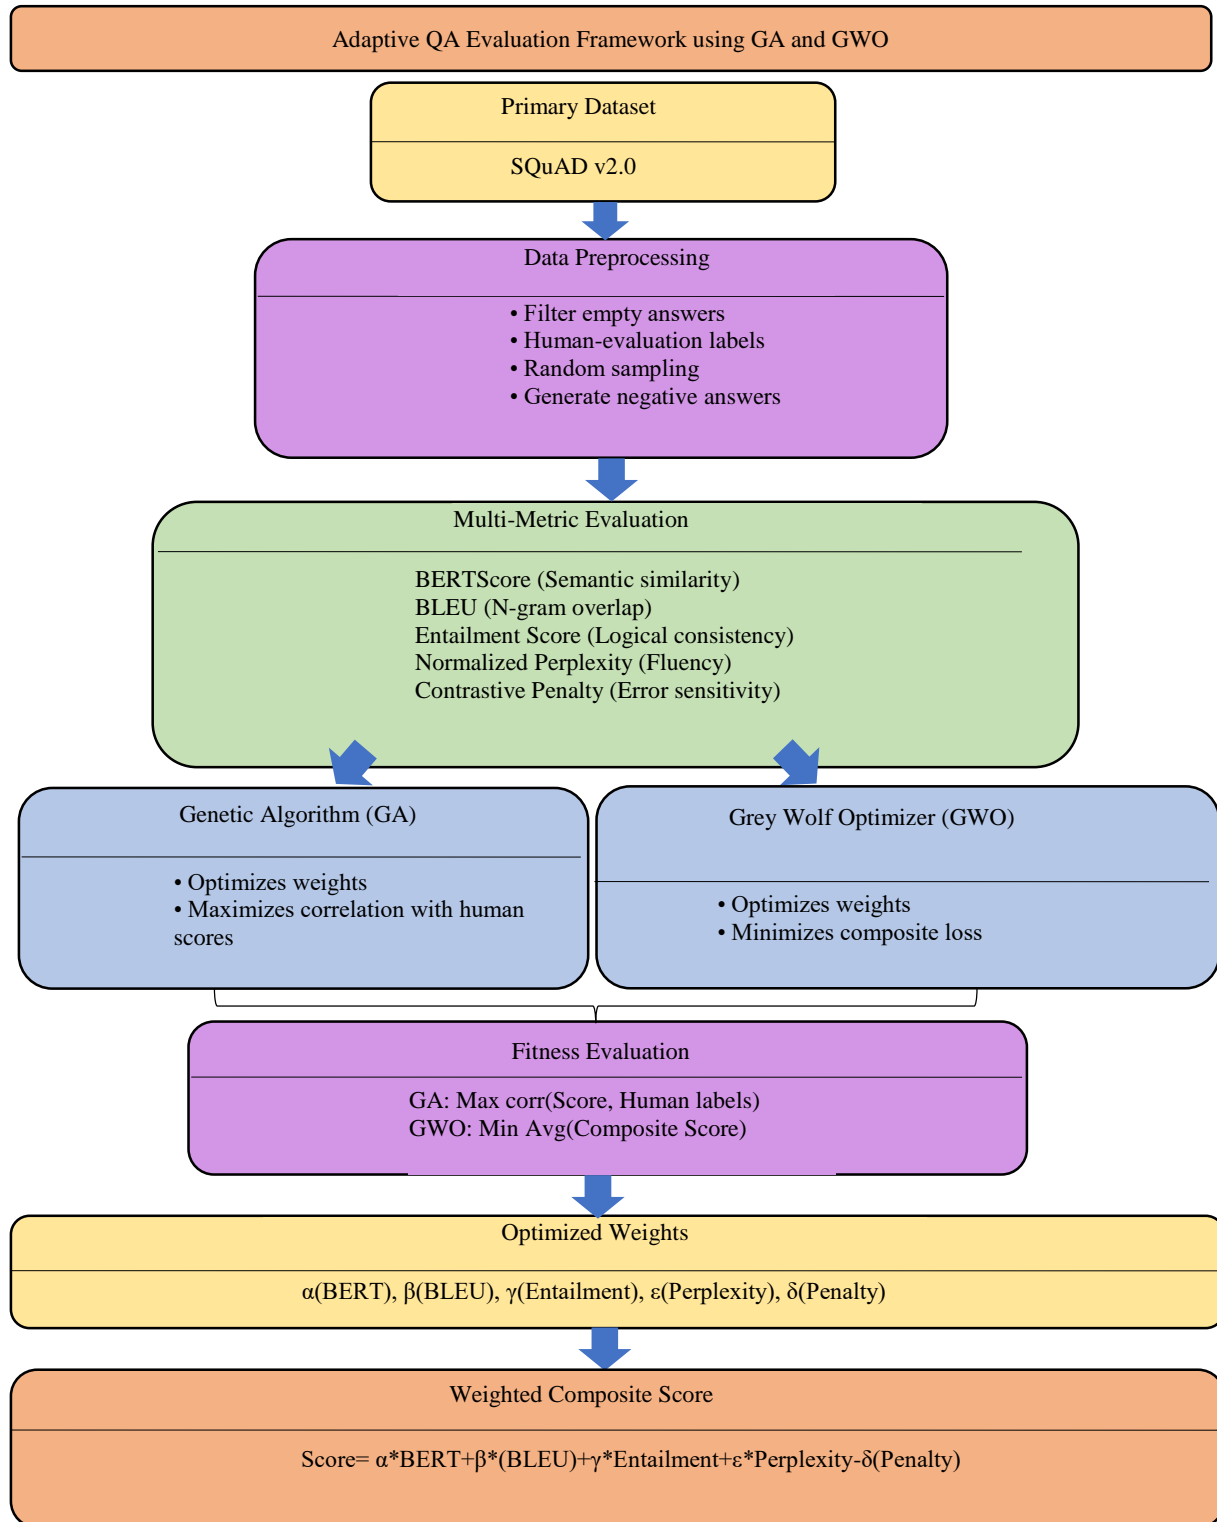 Adaptive QA Evaluation Framework using GA and GWO
Primary Dataset
SQuAD v2.0
Data Preprocessing
• Filter empty answers
• Human-evaluation labels
• Random sampling
• Generate negative answers
Multi-Metric Evaluation
BERTScore (Semantic similarity)
BLEU (N-gram overlap)
Entailment Score (Logical consistency)
Normalized Perplexity (Fluency)
Contrastive Penalty (Error sensitivity)
Genetic Algorithm (GA)
• Optimizes weights
• Maximizes correlation with human
scores
Grey Wolf Optimizer (GWO)
• Optimizes weights
• Minimizes composite loss
Fitness Evaluation
GA: Max corr(Score, Human labels)
GWO: Min Avg(Composite Score)
Optimized Weights
α(BERT), β(BLEU), γ(Entailment), ε(Perplexity), δ(Penalty)
Weighted Composite Score
Score= α*BERT+β*(BLEU)+γ*Entailment+ε*Perplexity-δ(Penalty)